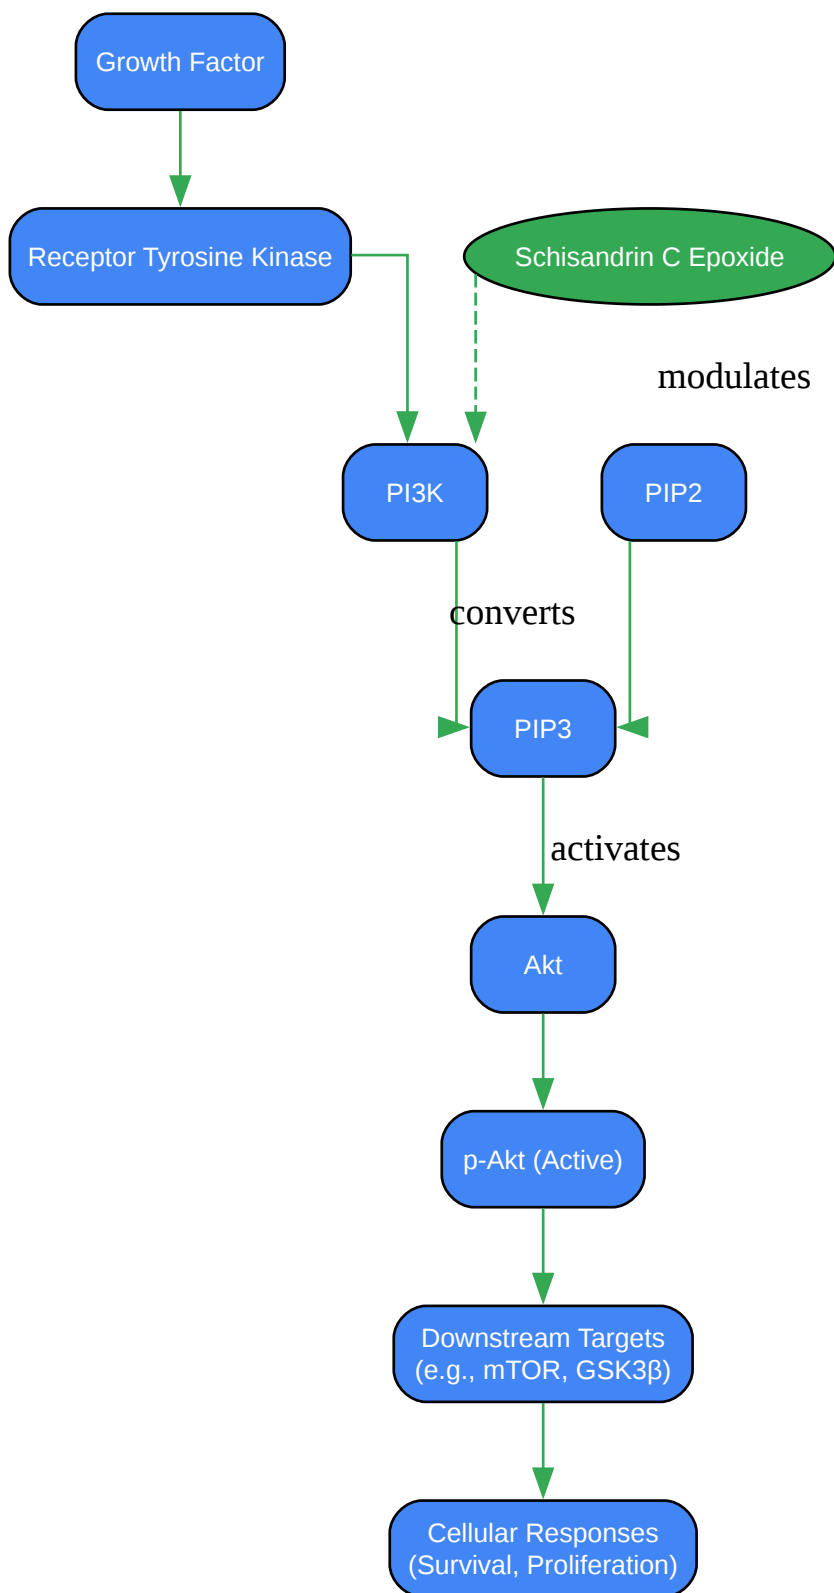 Growth Factor
Receptor Tyrosine Kinase
Schisandrin C Epoxide
modulates
PI3K
PIP2
converts
PIP3
activates
Akt
p-Akt (Active)
Downstream Targets
(e.g., mTOR, GSK3β)
Cellular Responses
(Survival, Proliferation)